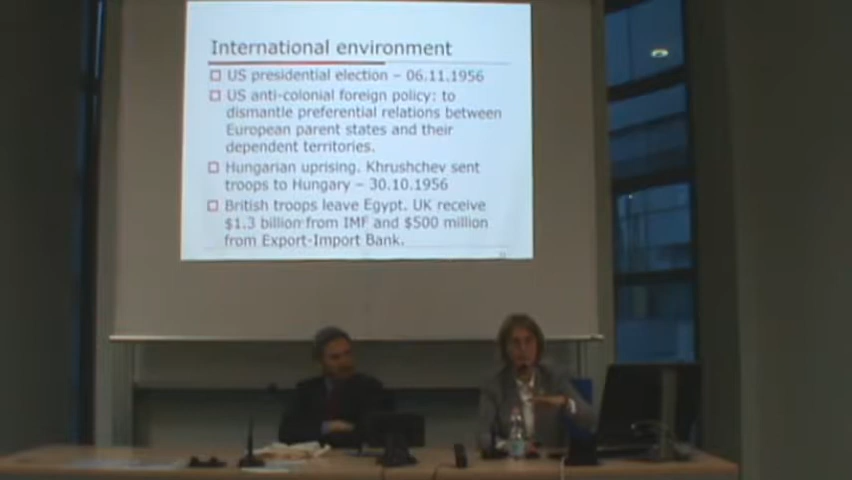 International environment
US presidential election – 06.11.1956
US anti-colonial foreign policy: to
dismantle preferential relations between
European parent states and their
dependent territories.
Hungarian uprising. Khrushchev sent
troops to Hungary – 30.10.1956
British troops leave Egypt. UK receive
$1.3 billion from IMF and $500 million
from Export-Import Bank.